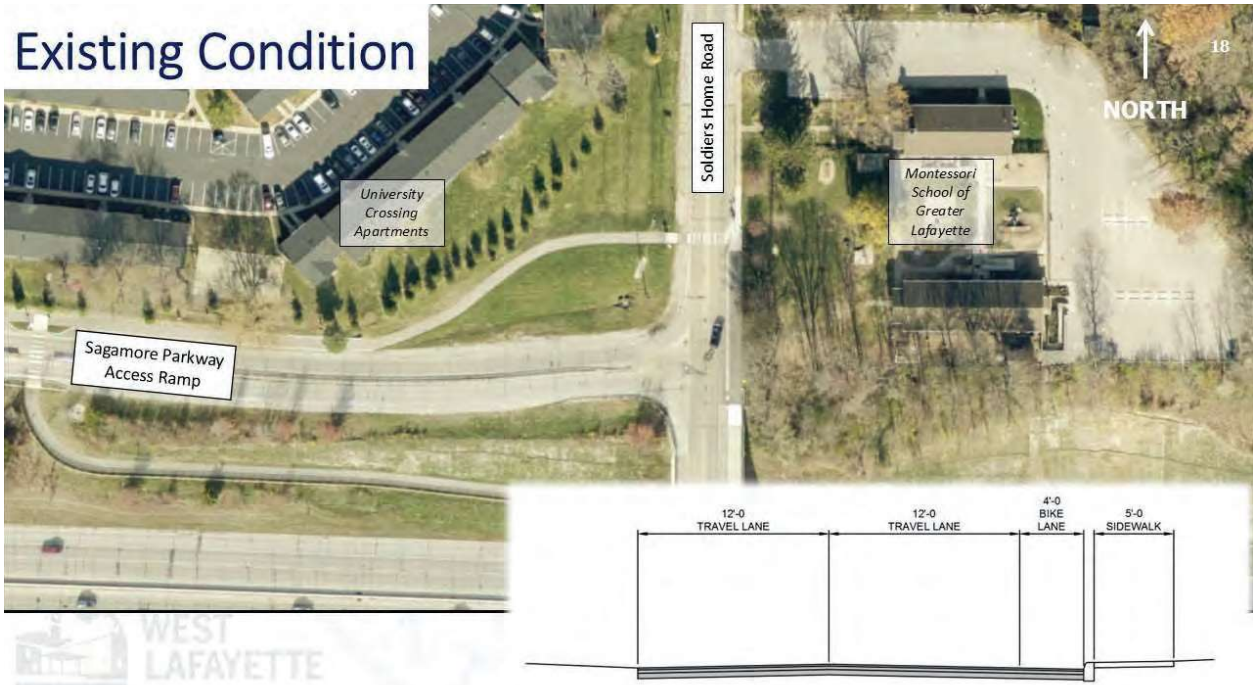 Existing Condition
18
NORTH
Soldiers Home Road
University
Crossing
Apartments
Montessori
School of
Greater
Lafayette
Sagamore Parkway
Access Ramp
12'-0
TRAVEL LANE
12'-0
TRAVEL LANE
4'-0
BIKE
LANE
5'-0
SIDEWALK
WEST
LAFAYETTE